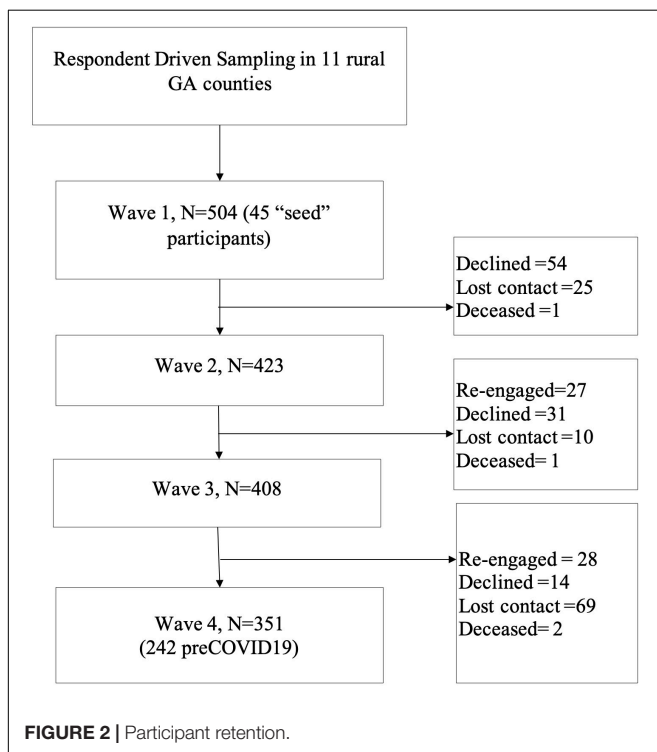 Respondent Driven Sampling in 11 rural
GA counties
Wave 1, N=504 (45 “seed”
participants)
Declined =54
Lost contact =25
Deceased =1
Wave 2, N=423
Re-engaged=27
Declined =31
Lost contact =10
Deceased= 1
Wave 3, N=408
Re-engaged = 28
Declined =14
Lost contact =69
Deceased= 2
Wave 4, N=351
(242 preCOVID19)
FIGURE 2 | Participant retention.